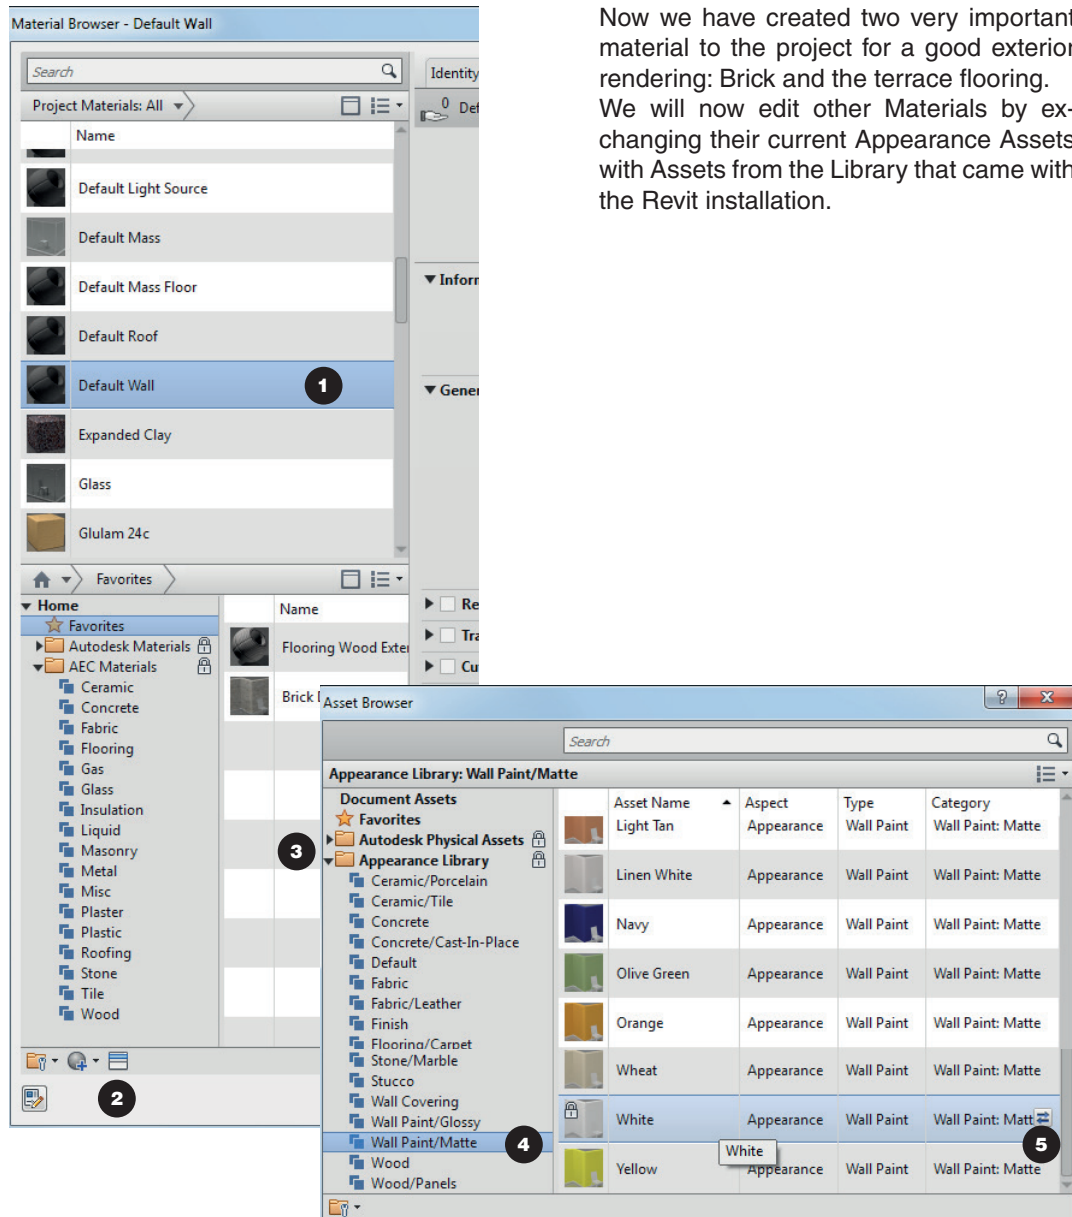 Material Browser - Default Wall
Search
Project Materials: All
Name
Default Light Source
Default Mass
Default Mass Floor
Default Roof
Default Wall
1
Expanded Clay
Glass
Glulam 24c
Favorites
Home
Favorites
Autodesk Materials
AEC Materials
Ceramic
Concrete
Fabric
Flooring
Gas
Glass
Insulation
Liquid
Masonry
Metal
Misc
Plaster
Plastic
Roofing
Stone
Tile
Wood
Name
Flooring Wood Exter
Brick
2
Identity
0 Def
Inforr
Gene
Re
Tra
Cu
Now we have created two very important
material to the project for a good exterior
rendering: Brick and the terrace flooring.
We will now edit other Materials by ex-
changing their current Appearance Assets
with Assets from the Library that came with
the Revit installation.
Asset Browser
?
Search
Appearance Library: Wall Paint/Matte
Document Assets
Favorites
Autodesk Physical Assets
3
Appearance Library
Ceramic/Porcelain
Ceramic/Tile
Concrete
Concrete/Cast-In-Place
Default
Fabric
Fabric/Leather
Finish
Flooring/Carpet
Stone/Marble
Stucco
Wall Covering
Wall Paint/Glossy
Wall Paint/Matte
4
Wood
Wood/Panels
Asset Name Aspect Type Category
Light Tan Appearance Wall Paint Wall Paint: Matte
Linen White Appearance Wall Paint Wall Paint: Matte
Navy Appearance Wall Paint Wall Paint: Matte
Olive Green Appearance Wall Paint Wall Paint: Matte
Orange Appearance Wall Paint Wall Paint: Matte
Wheat Appearance Wall Paint Wall Paint: Matte
White Appearance Wall Paint Wall Paint: Matt
White
5
Yellow Appearance Wall Paint Wall Paint: Matte